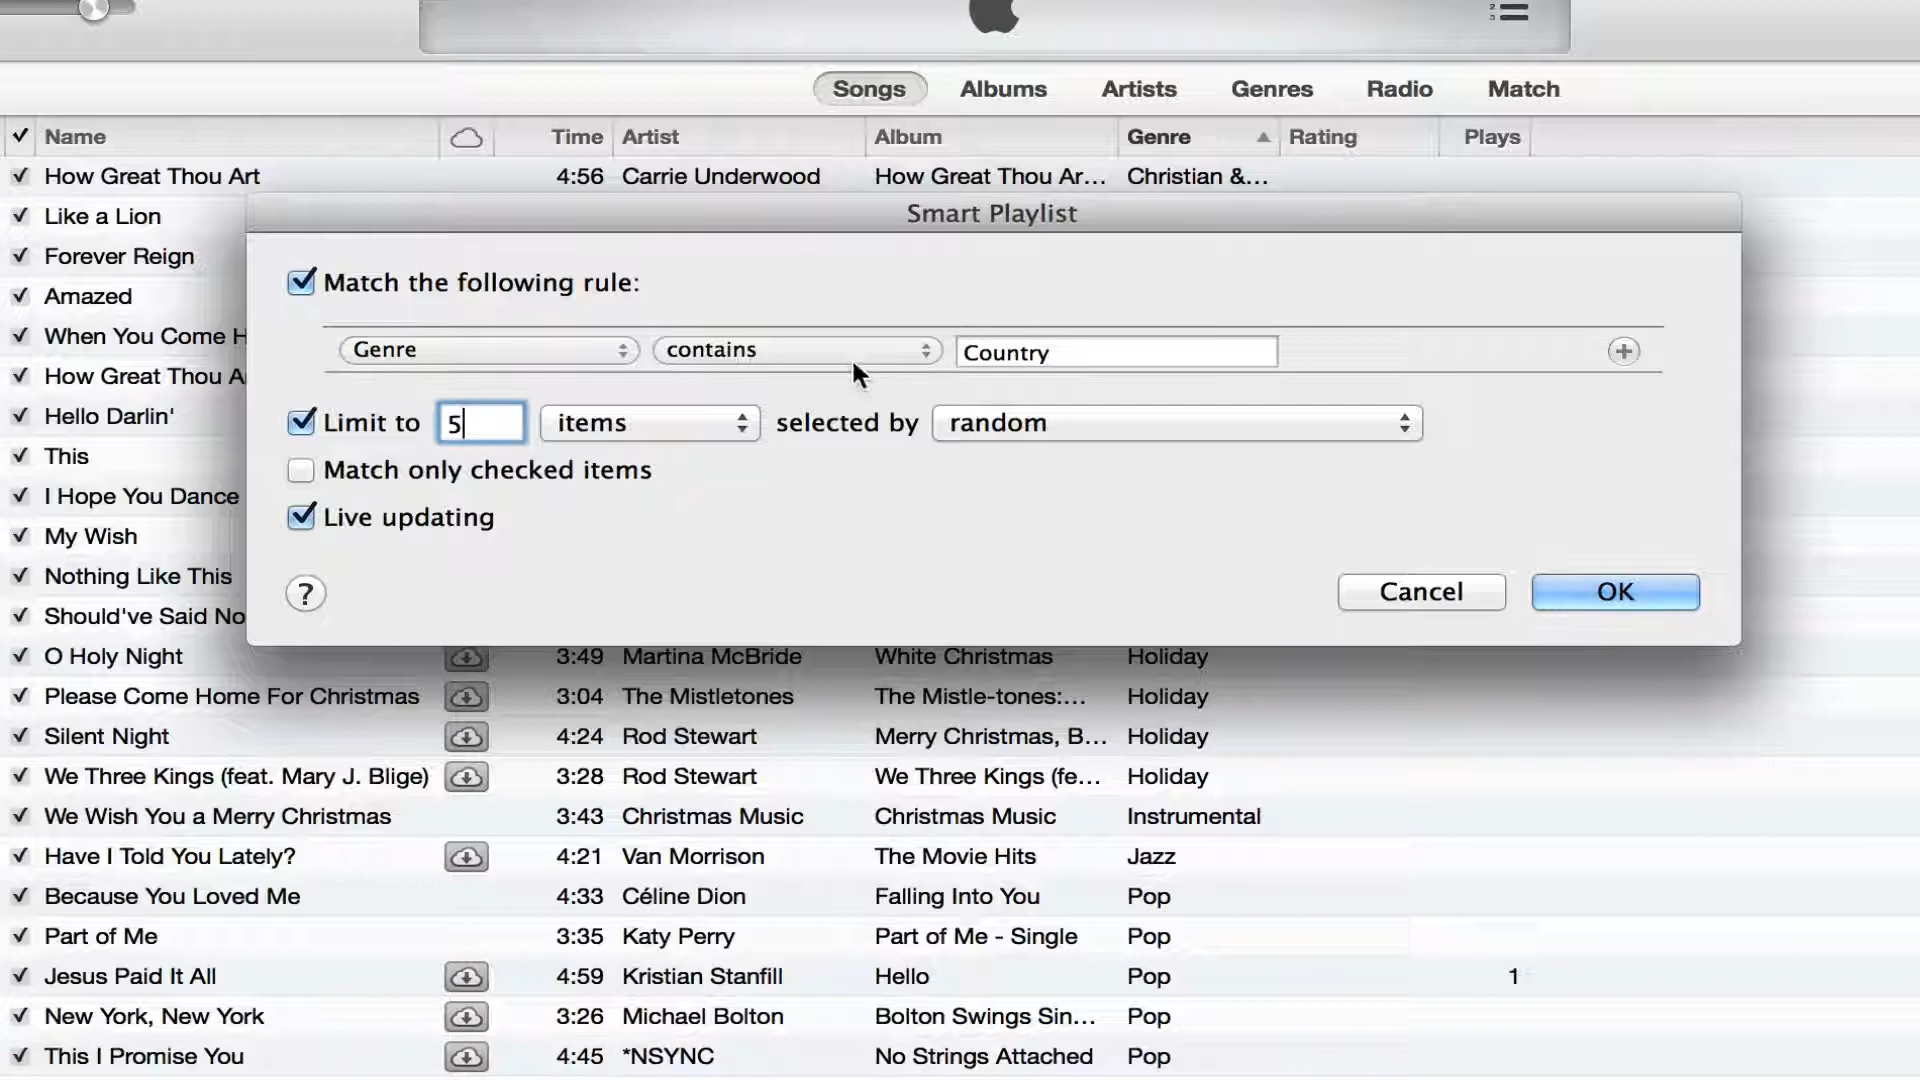 Songs Albums Artists Genres Radio Match
Name Time Artist Album Genre Rating Plays
How Great Thou Art 4:56 Carrie Underwood How Great Thou Ar... Christian &...
Like a Lion
Forever Reign
Amazed
When You Come H
How Great Thou A
Hello Darlin'
This
I Hope You Dance
My Wish
Nothing Like This
Should've Said No
Smart Playlist
Match the following rule:
Genre contains Country
Limit to 5 items selected by random
Match only checked items
Live updating
? Cancel OK
O Holy Night 3:49 Martina McBride White Christmas Holiday
Please Come Home For Christmas 3:04 The Mistletones The Mistle-tones:... Holiday
Silent Night 4:24 Rod Stewart Merry Christmas, B... Holiday
We Three Kings (feat. Mary J. Blige) 3:28 Rod Stewart We Three Kings (fe... Holiday
We Wish You a Merry Christmas 3:43 Christmas Music Christmas Music Instrumental
Have I Told You Lately? 4:21 Van Morrison The Movie Hits Jazz
Because You Loved Me 4:33 Céline Dion Falling Into You Pop
Part of Me 3:35 Katy Perry Part of Me - Single Pop
Jesus Paid It All 4:59 Kristian Stanfill Hello Pop 1
New York, New York 3:26 Michael Bolton Bolton Swings Sin... Pop
This I Promise You 4:45 *NSYNC No Strings Attached Pop